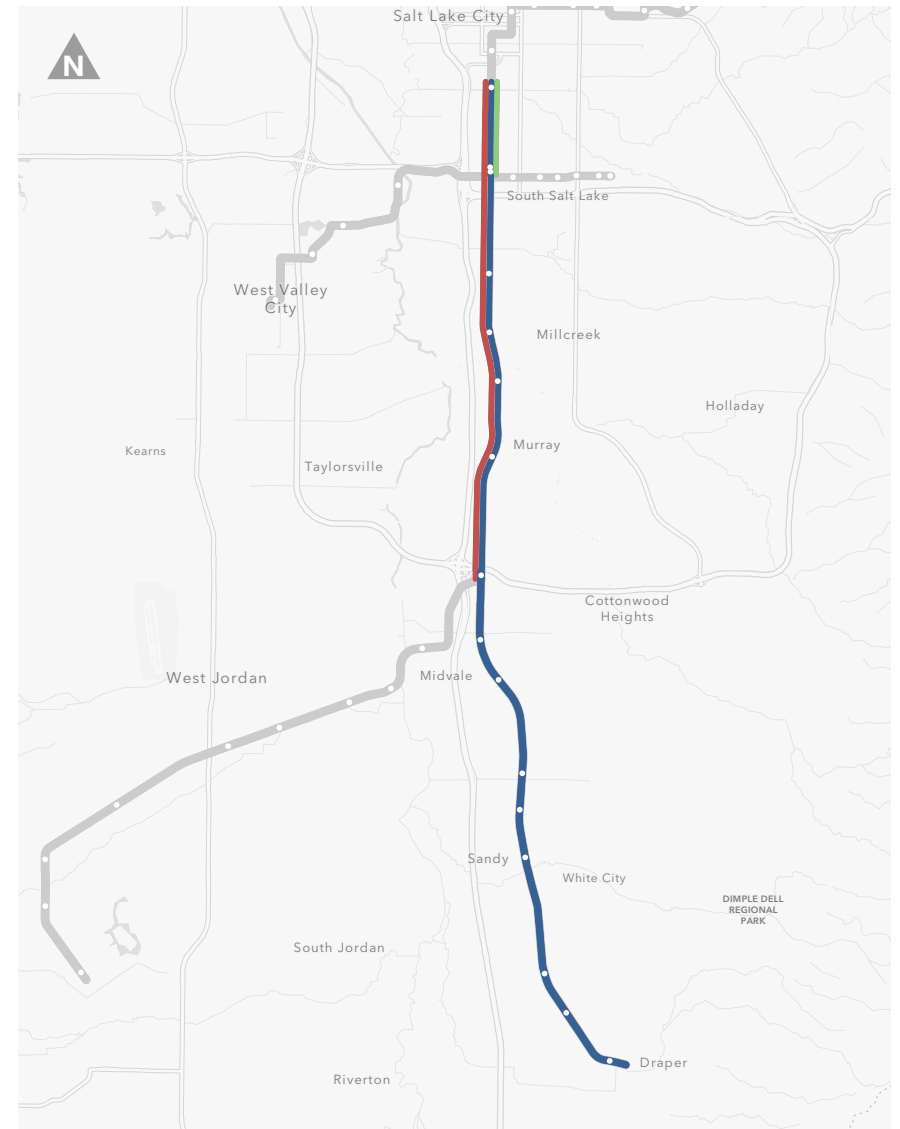 Salt Lake City
N
South Salt Lake
West Valley
City
Millcreek
Holladay
Murray
Kearns
Taylorsville
Cottonwood
Heights
West Jordan
Midvale
Sandy
White City
DIMPLE DELL
REGIONAL
PARK
South Jordan
Draper
Riverton